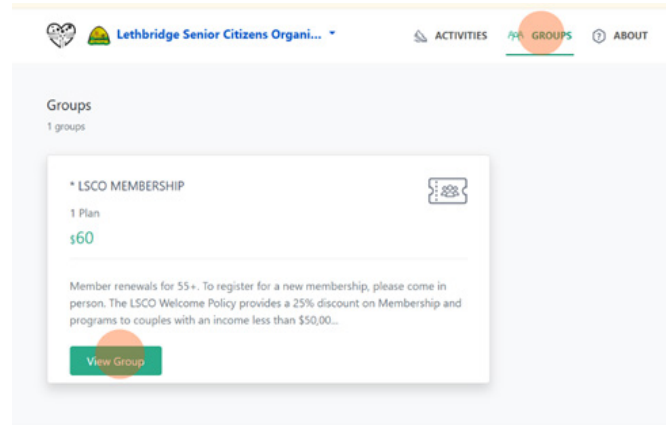 Lethbridge Senior Citizens Organi...
ACTIVITIES
GROUPS
ABOUT
Groups
1 groups
* LSCO MEMBERSHIP
1 Plan
$60
Member renewals for 55+. To register for a new membership, please come in
person. The LSCO Welcome Policy provides a 25% discount on Membership and
programs to couples with an income less than $50,00...
View Group